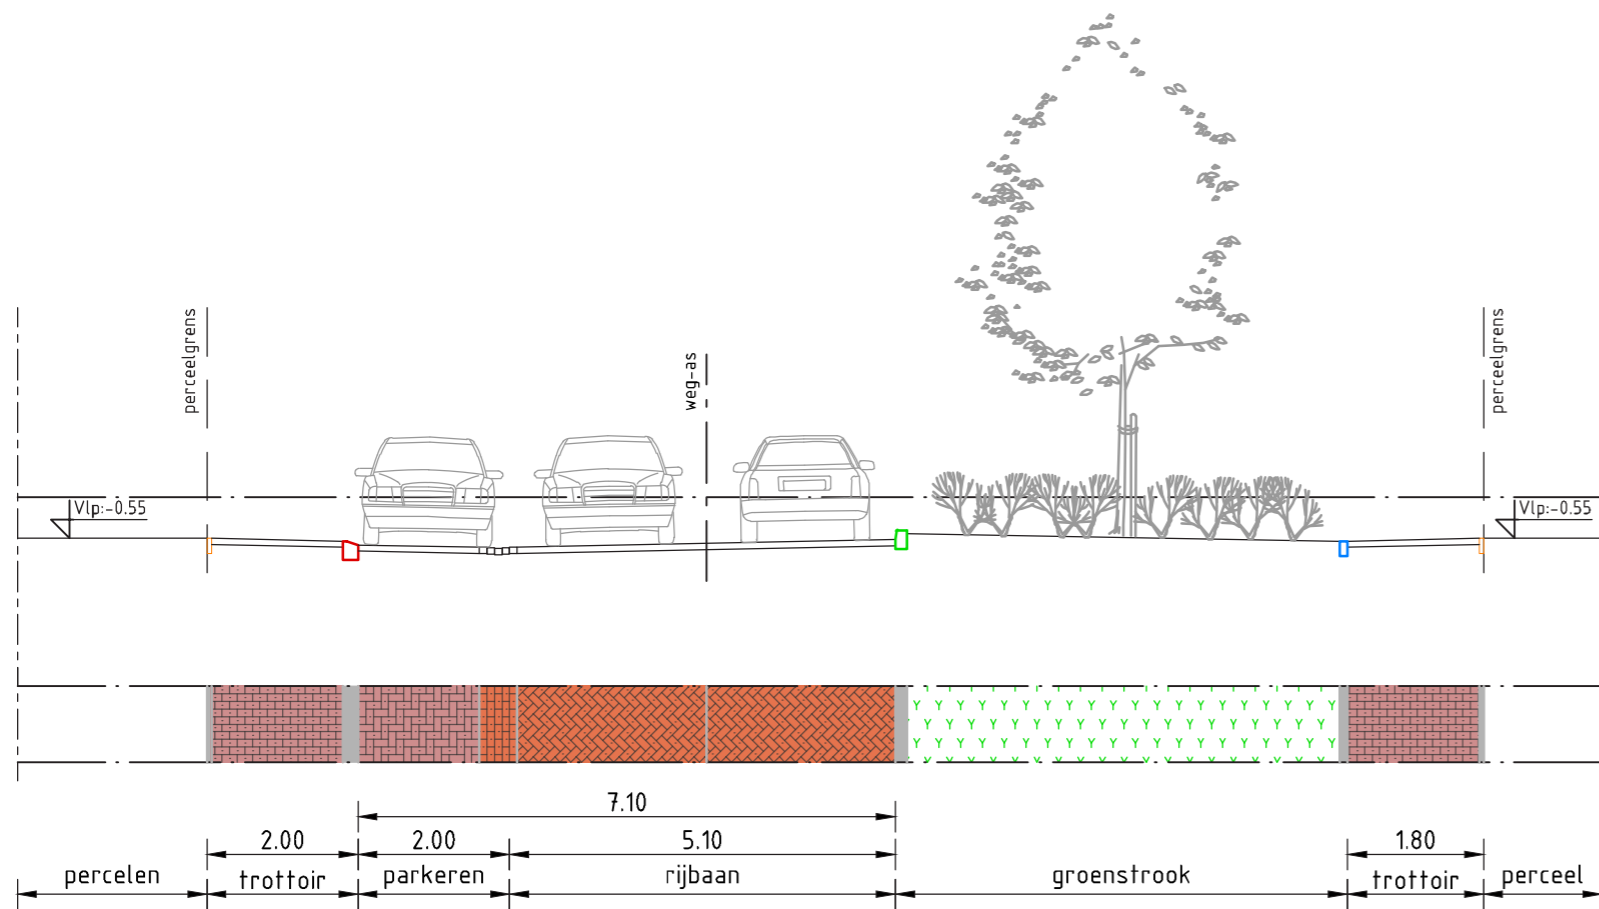 perceelgrens
weg-as
perceelgrens
Vlp:-0.55
Vlp:-0.55
7.10
2.00
2.00
5.10
1.80
percelen
trottoir
parkeren
rijbaan
groenstrook
trottoir
perceel